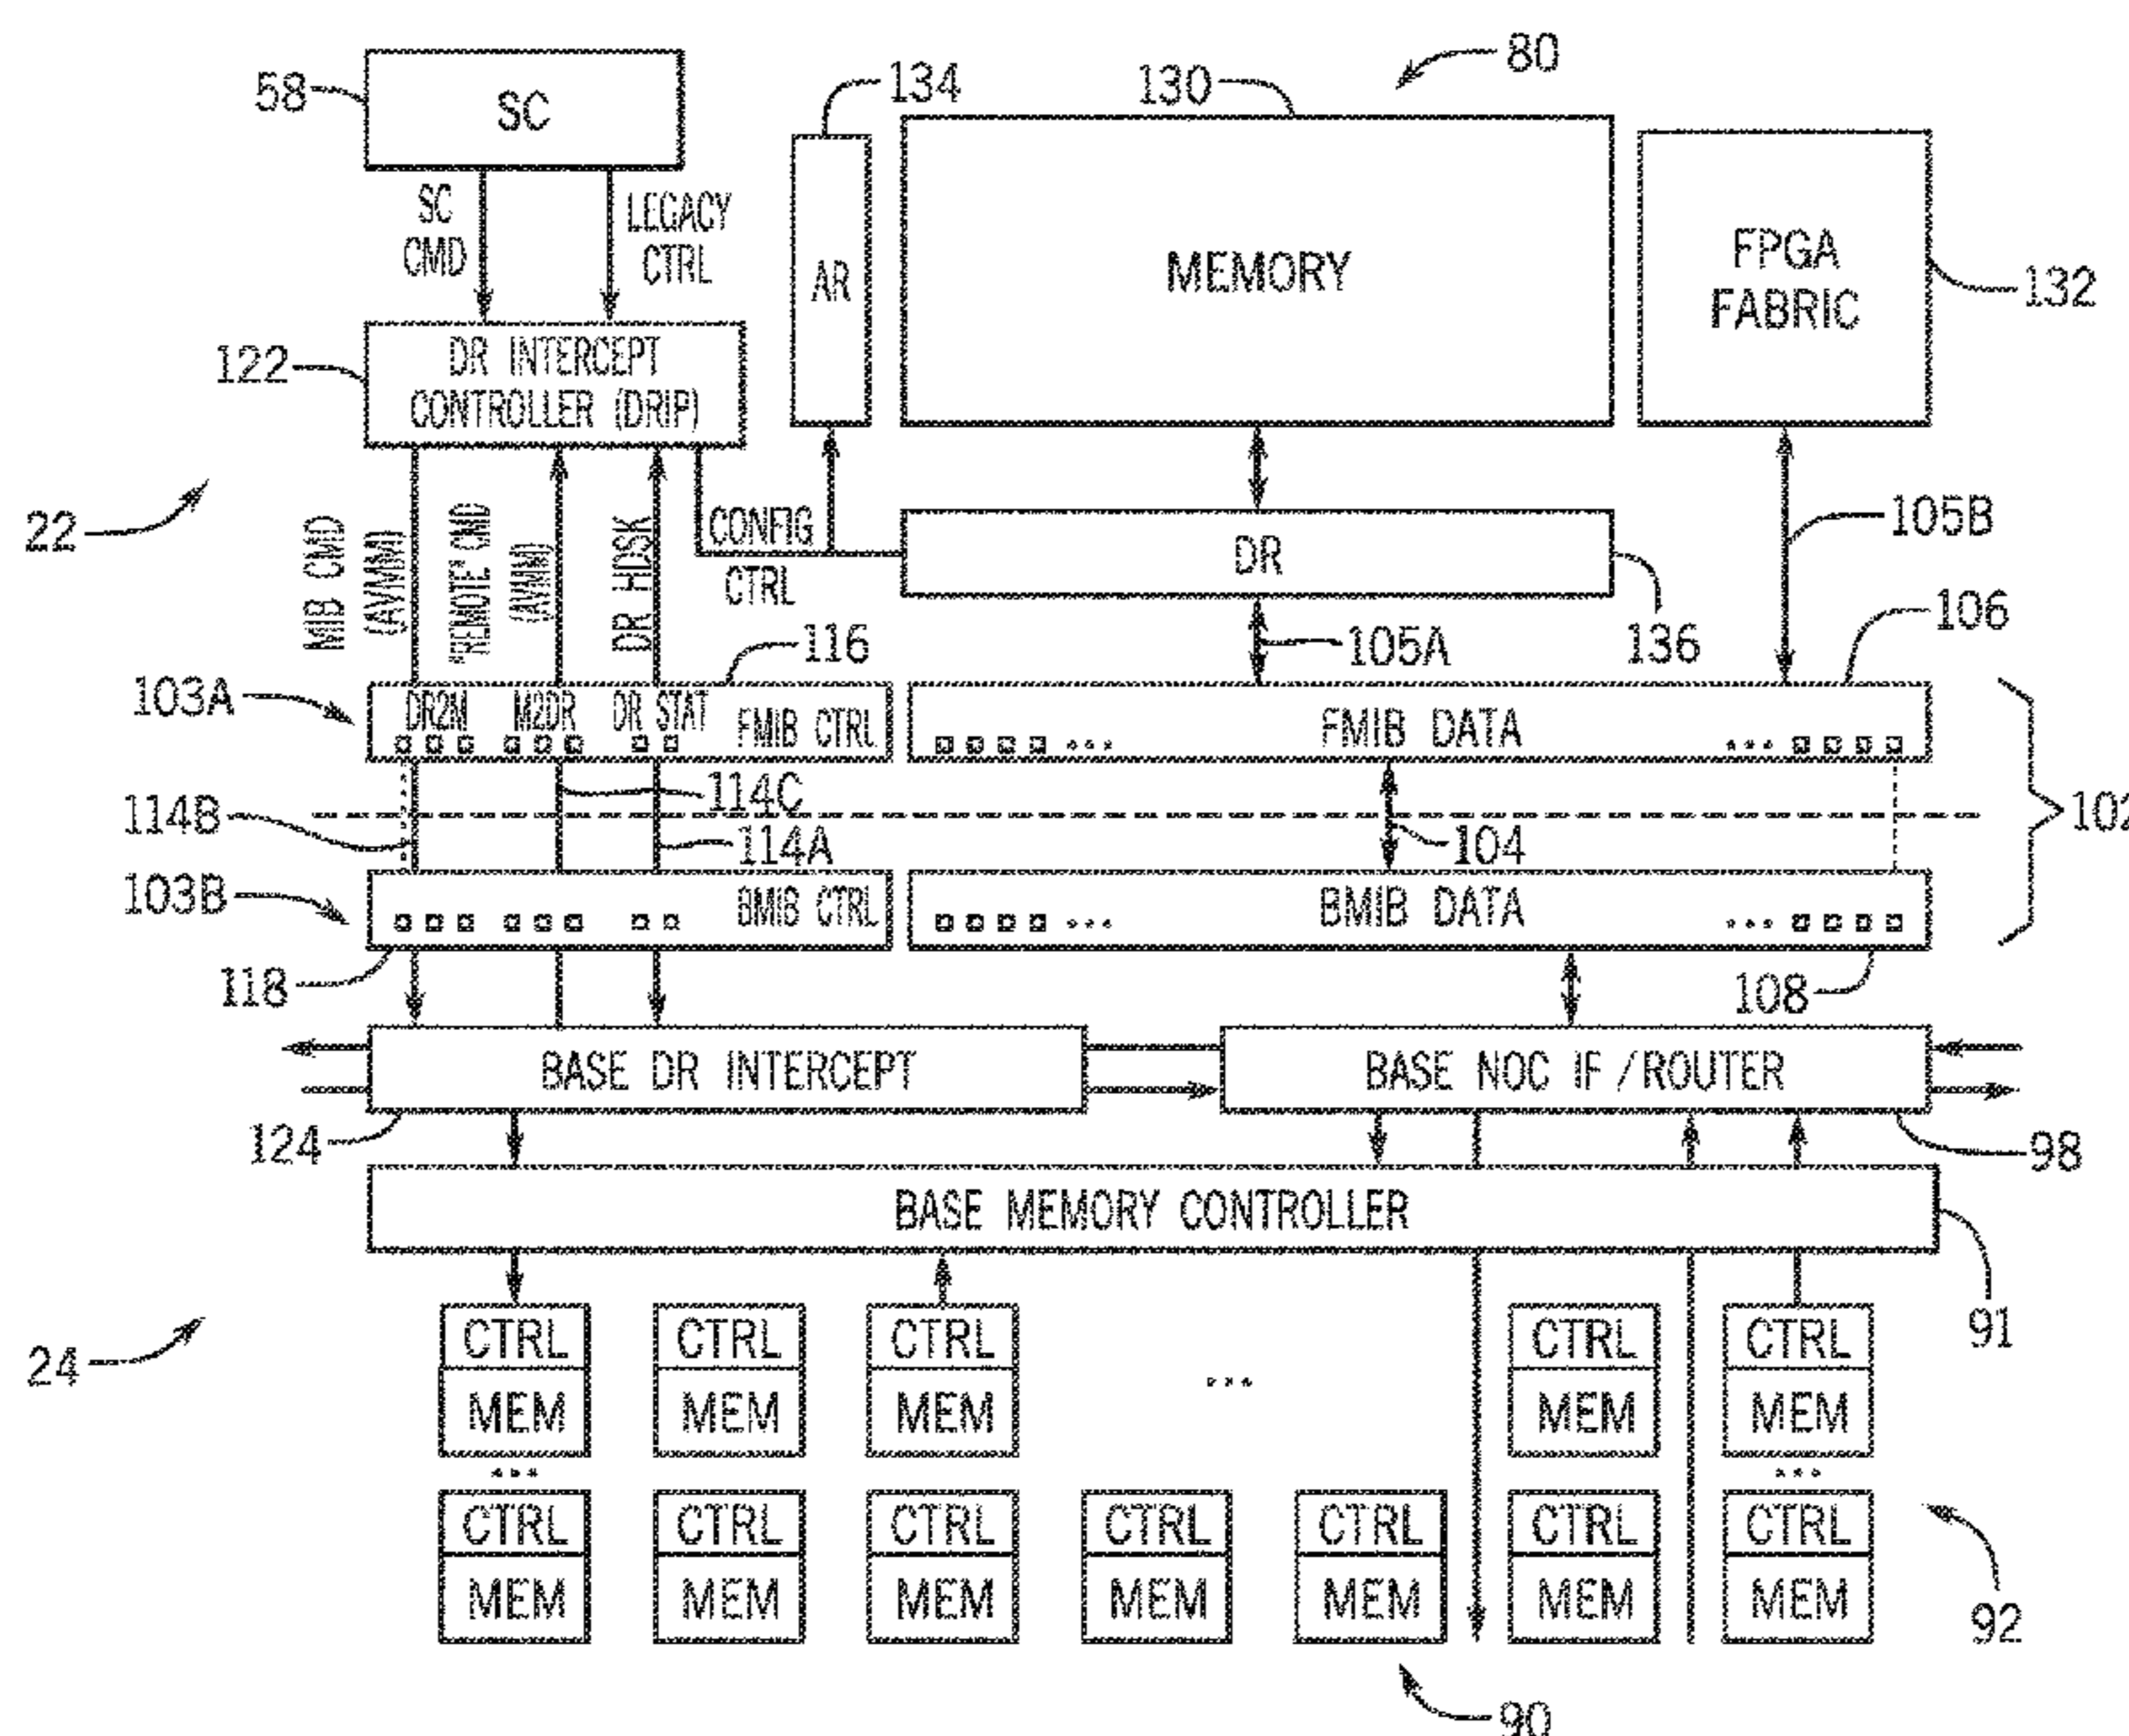 80
134
130
58
SC
SC
CMD
LEGACY
CTRL
AR
MEMORY
FPGA
FABRIC
132
122
DR INTERCEPT
CONTROLLER (DRIP)
22
MIB CMD
(AVMM)
"REMOTE" CMD
(AVMM)
DR HDSK
CONFIG
CTRL
DR
105B
136
106
116
105A
103A
DR2M
M2DR
DR STAT
FMIB CTRL
FMIB DATA
114B
114C
114A
104
102
103B
BMIB CTRL
BMIB DATA
118
108
BASE DR INTERCEPT
BASE NOC IF / ROUTER
124
98
BASE MEMORY CONTROLLER
91
24
CTRL CTRL CTRL ... CTRL CTRL
MEM MEM MEM MEM MEM
... ...
CTRL CTRL CTRL CTRL CTRL CTRL CTRL
MEM MEM MEM MEM MEM MEM MEM
92
90